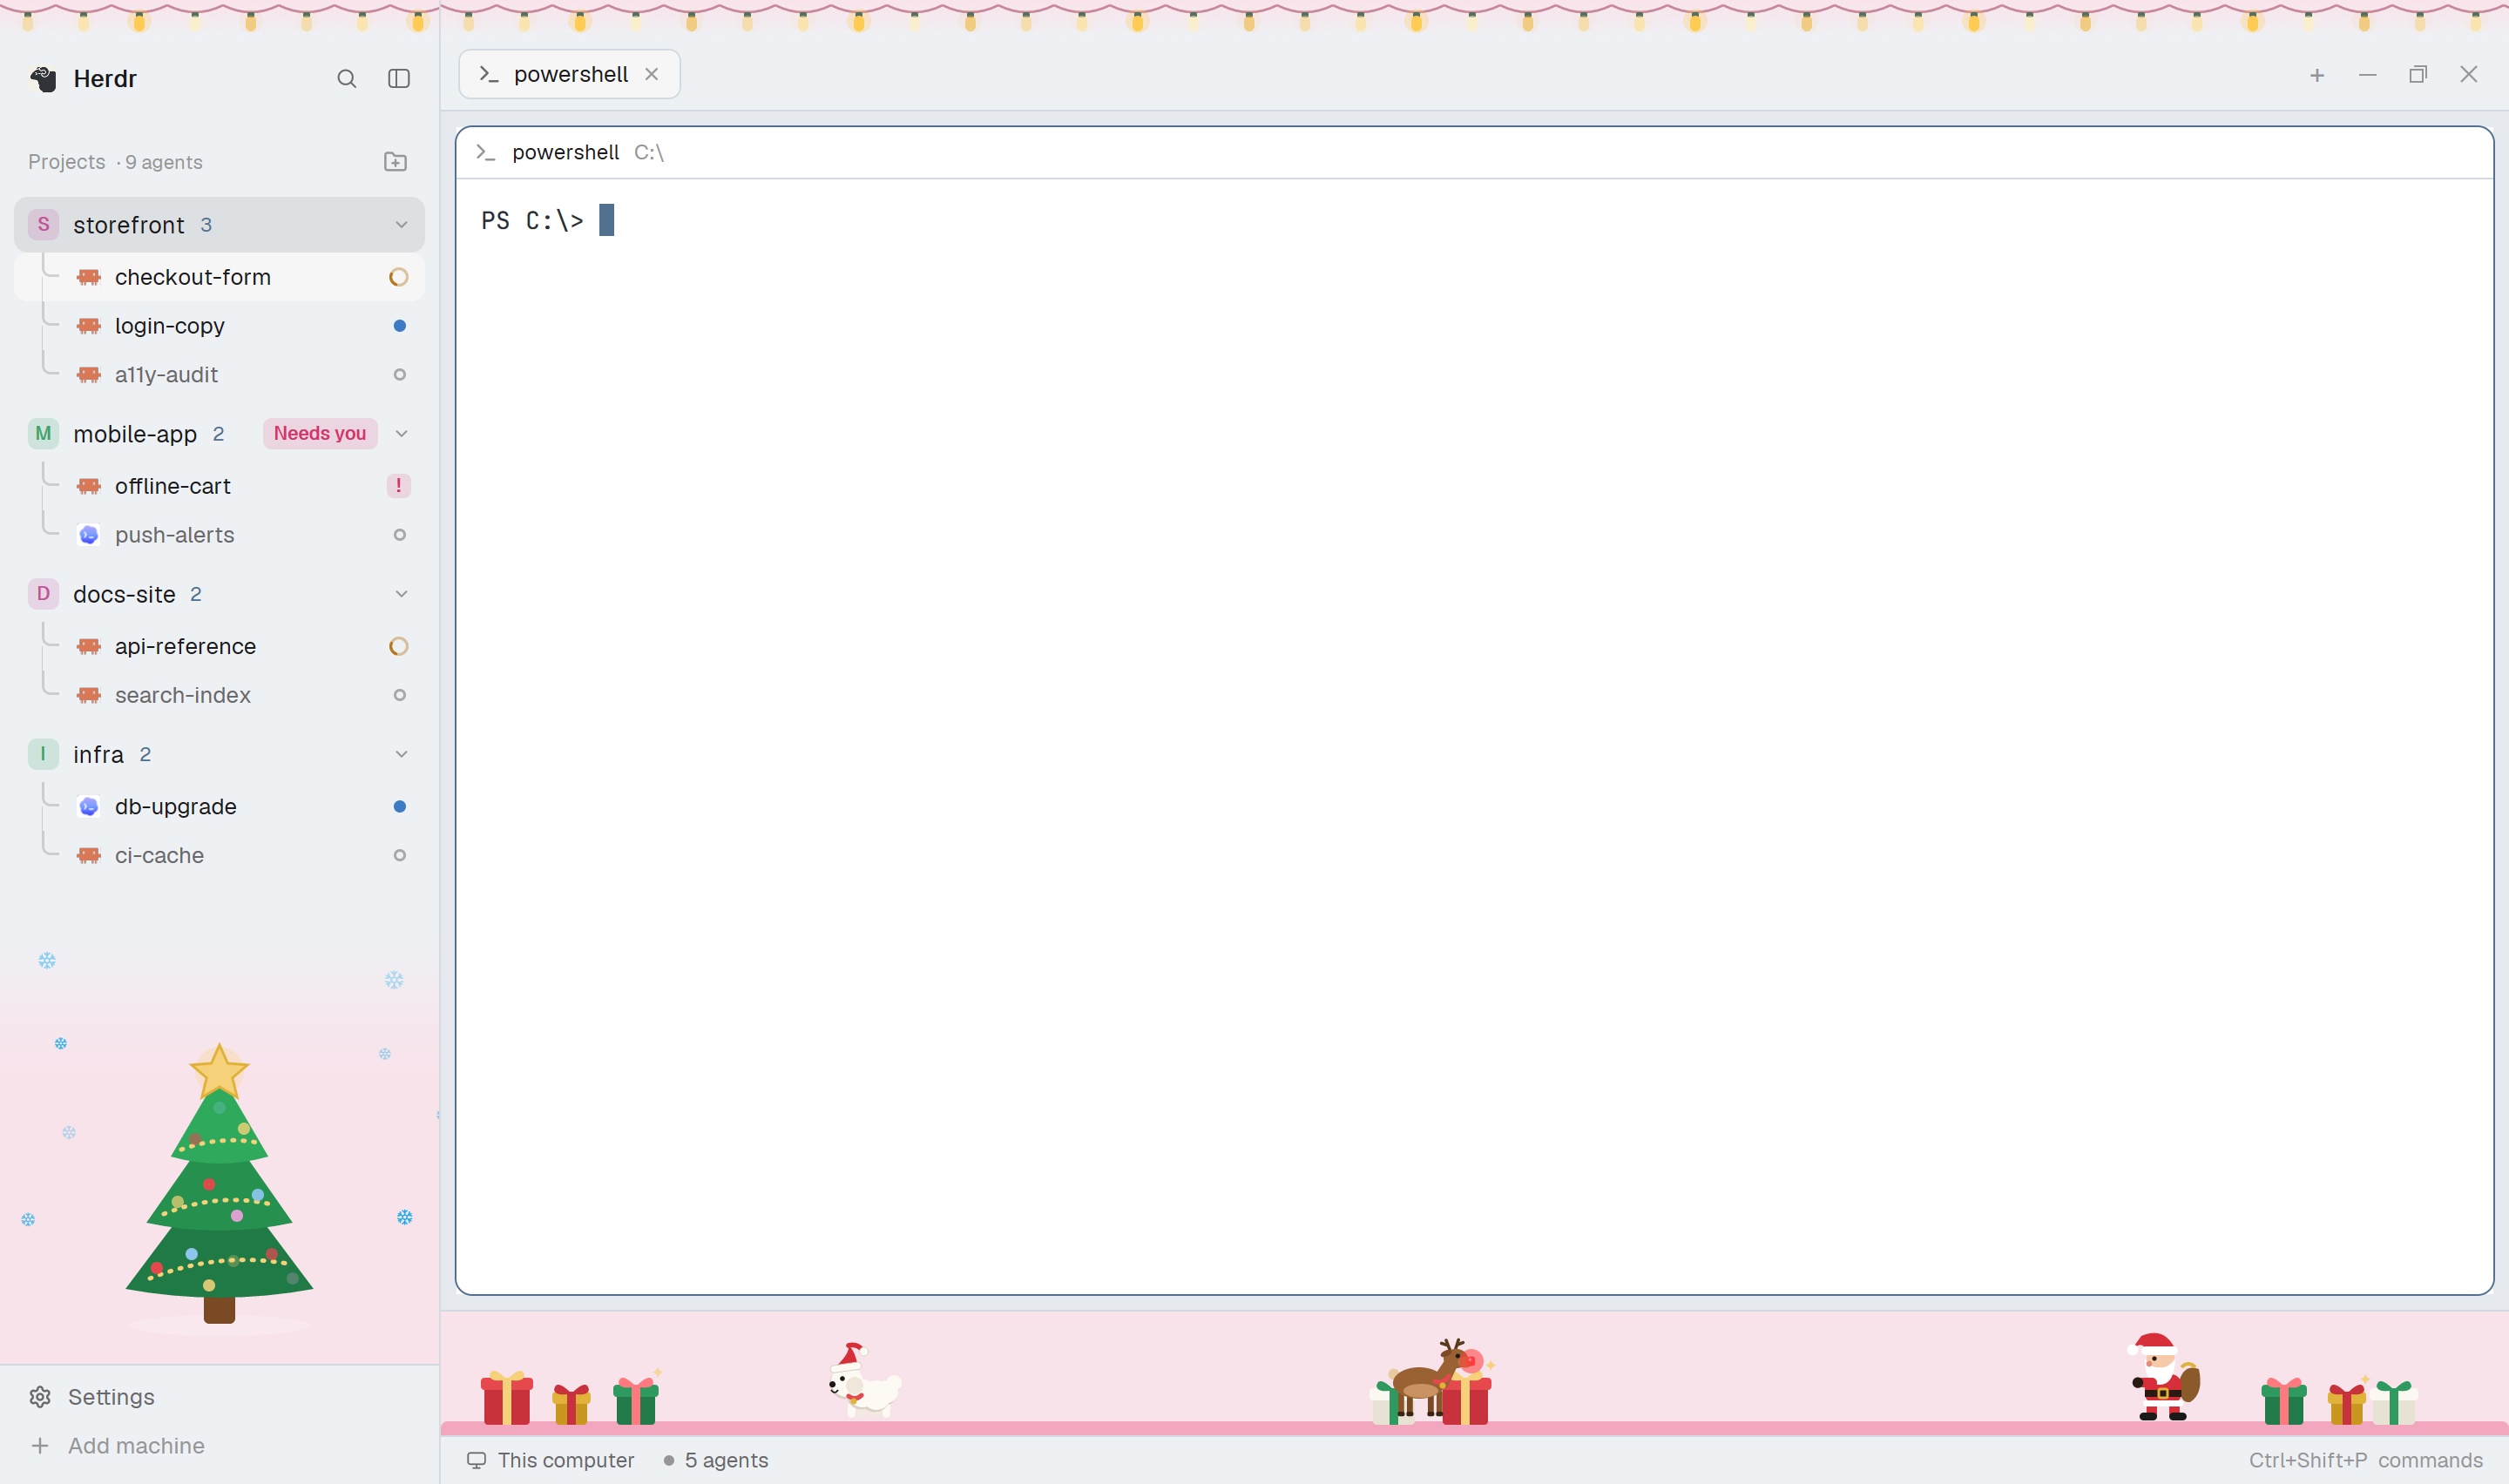 Herdr
powershell
Projects · 9 agents
powershell C:\
S storefront 3
PS C:\>
checkout-form
login-copy
a11y-audit
M mobile-app 2 Needs you
offline-cart !
push-alerts
D docs-site 2
api-reference
search-index
I infra 2
db-upgrade
ci-cache
Settings
Add machine
This computer 5 agents
Ctrl+Shift+P commands